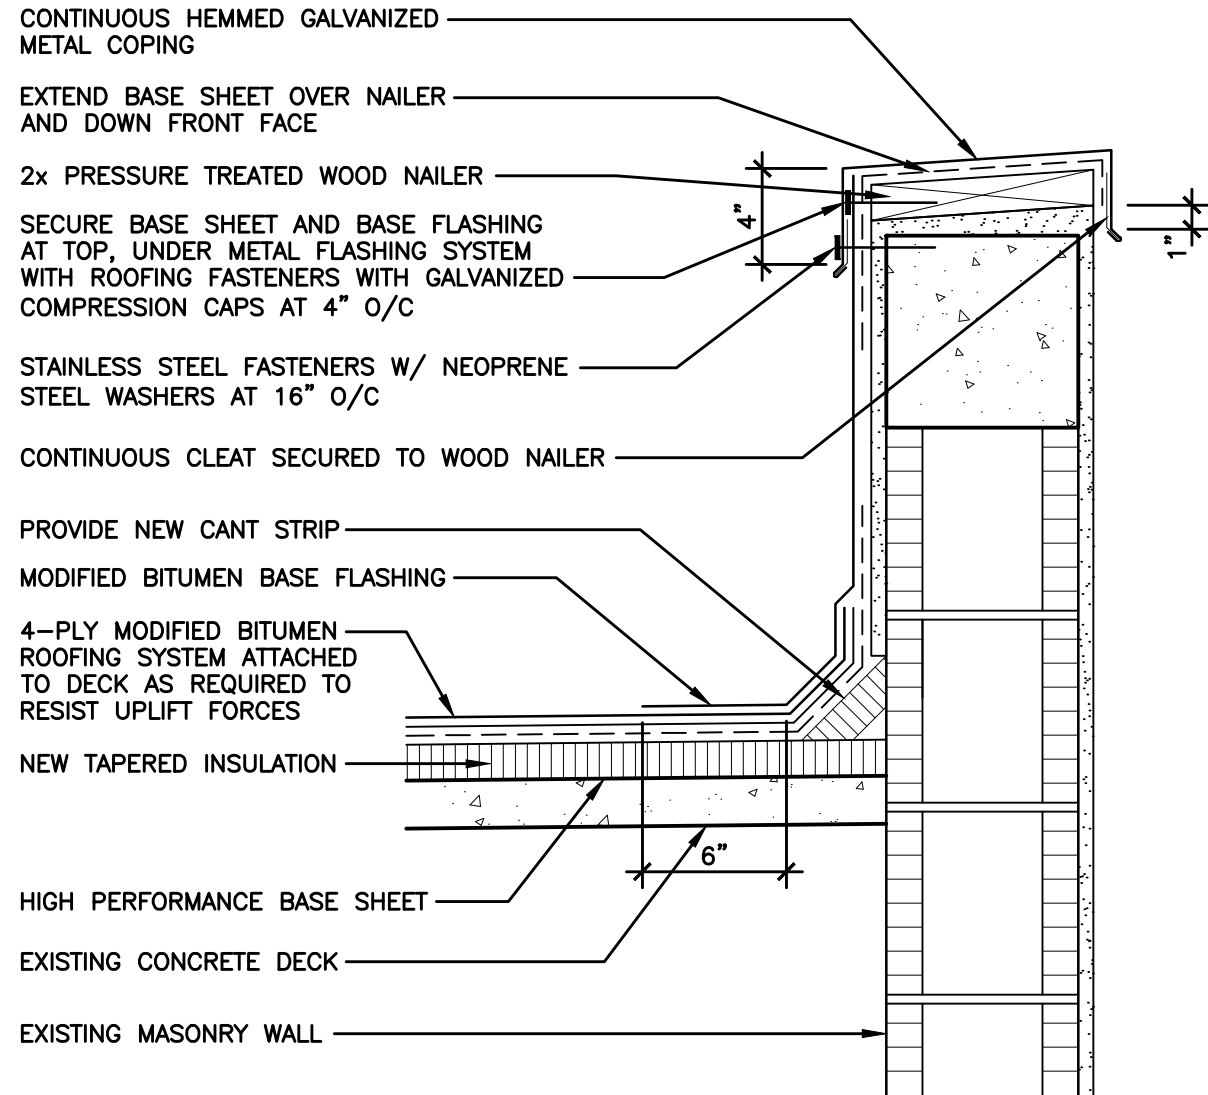 CONTINUOUS HEMMED GALVANIZED
METAL COPING
EXTEND BASE SHEET OVER NAILER
AND DOWN FRONT FACE
2x PRESSURE TREATED WOOD NAILER
SECURE BASE SHEET AND BASE FLASHING
AT TOP, UNDER METAL FLASHING SYSTEM
WITH ROOFING FASTENERS WITH GALVANIZED
COMPRESSION CAPS AT 4" O/C
STAINLESS STEEL FASTENERS W/ NEOPRENE
STEEL WASHERS AT 16" O/C
CONTINUOUS CLEAT SECURED TO WOOD NAILER
PROVIDE NEW CANT STRIP
MODIFIED BITUMEN BASE FLASHING
4-PLY MODIFIED BITUMEN
ROOFING SYSTEM ATTACHED
TO DECK AS REQUIRED TO
RESIST UPLIFT FORCES
NEW TAPERED INSULATION
HIGH PERFORMANCE BASE SHEET
EXISTING CONCRETE DECK
EXISTING MASONRY WALL
4"
1"
6"